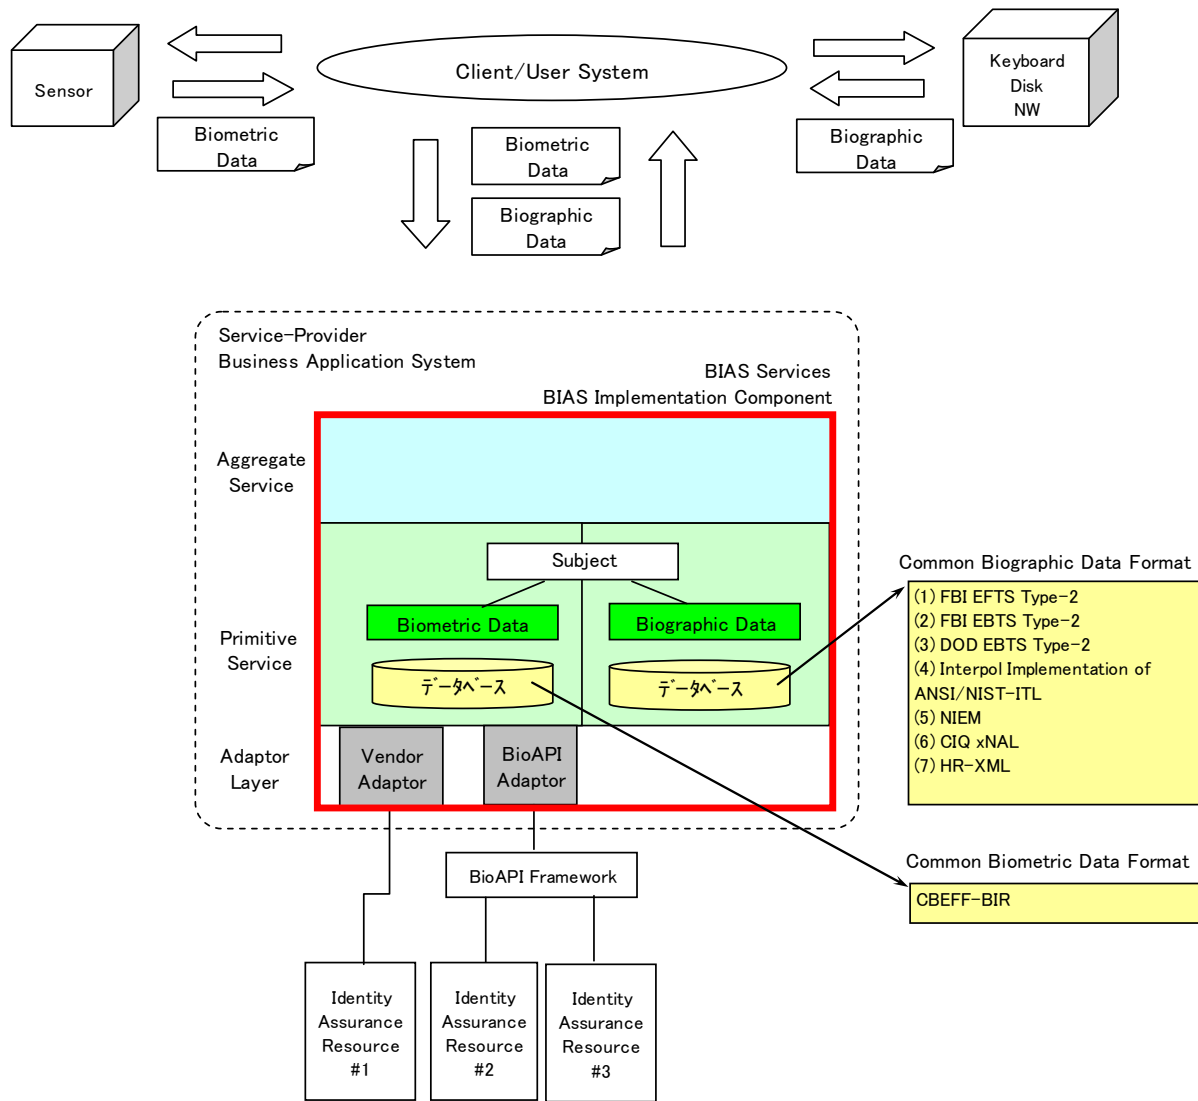 Sensor
Client/User System
Keyboard
Disk
NW
Biometric
Data
Biometric
Data
Biographic
Data
Biographic
Data
Service-Provider
Business Application System
BIAS Services
BIAS Implementation Component
Aggregate
Service
Subject
Biometric Data
Biographic Data
Primitive
Service
データベース
データベース
Adaptor
Layer
Vendor
Adaptor
BioAPI
Adaptor
Common Biographic Data Format
(1) FBI EFTS Type-2
(2) FBI EBTS Type-2
(3) DOD EBTS Type-2
(4) Interpol Implementation of
ANSI/NIST-ITL
(5) NIEM
(6) CIQ xNAL
(7) HR-XML
Common Biometric Data Format
CBEFF-BIR
BioAPI Framework
Identity
Assurance
Resource
#1
Identity
Assurance
Resource
#2
Identity
Assurance
Resource
#3